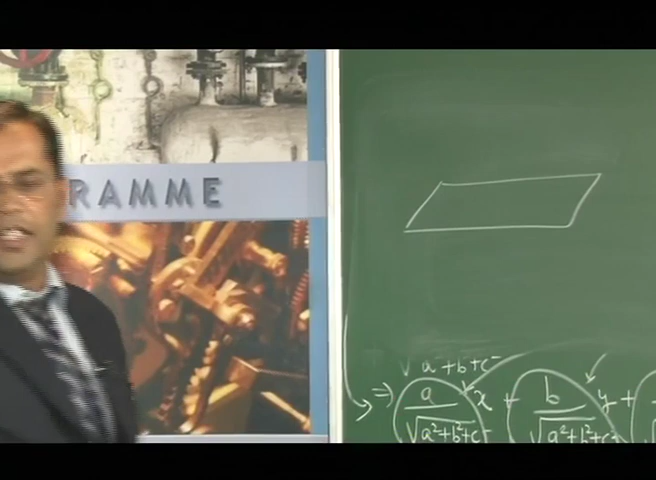 RAMME
√a²+b²+c²
⇒) a/√(a²+b²+c²) x + b/√(a²+b²+c²) y +